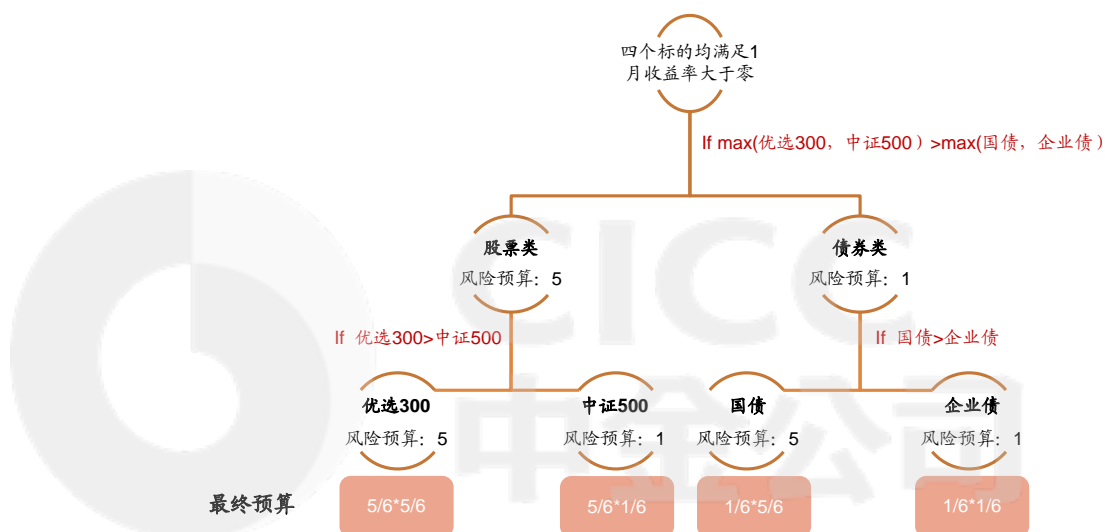 四个标的均满足1
月收益率大于零
If max(优选300，中证500）>max(国债，企业债）
股票类
风险预算：5
债券类
风险预算：1
If 优选300>中证500
If 国债>企业债
优选300
风险预算：5
中证500
风险预算：1
国债
风险预算：5
企业债
风险预算：1
最终预算
5/6*5/6
5/6*1/6
1/6*5/6
1/6*1/6
CICC
中金公司